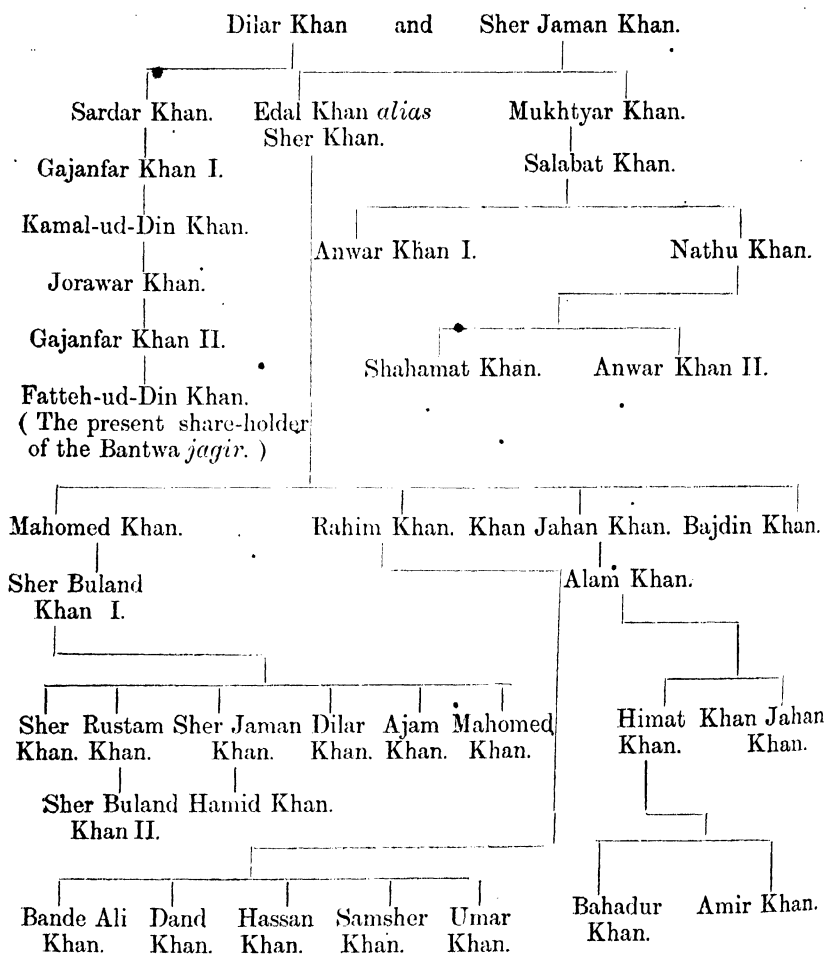 Dilar Khan and Sher Jaman Khan.
Sardar Khan. Edal Khan alias Mukhtyar Khan.
Sher Khan.
Salabat Khan.
Gajanfar Khan I.
Kamal-ud-Din Khan.
Anwar Khan I. Nathu Khan.
Jorawar Khan.
Gajanfar Khan II.
Shahamat Khan. Anwar Khan II.
Fatteh-ud-Din Khan.
( The present share-holder
of the Bantwa jagir. )
Mahomed Khan. Rahim Khan. Khan Jahan Khan. Bajdin Khan.
Sher Buland Alam Khan.
Khan I.
Sher Rustam Sher Jaman Dilar Ajam Mahomed Himat Khan Jahan
Khan. Khan. Khan. Khan. Khan. Khan. Khan. Khan.
Sher Buland Hamid Khan.
Khan II.
Bande Ali Dand Hassan Samsher Umar Bahadur Amir Khan.
Khan. Khan. Khan. Khan. Khan. Khan.